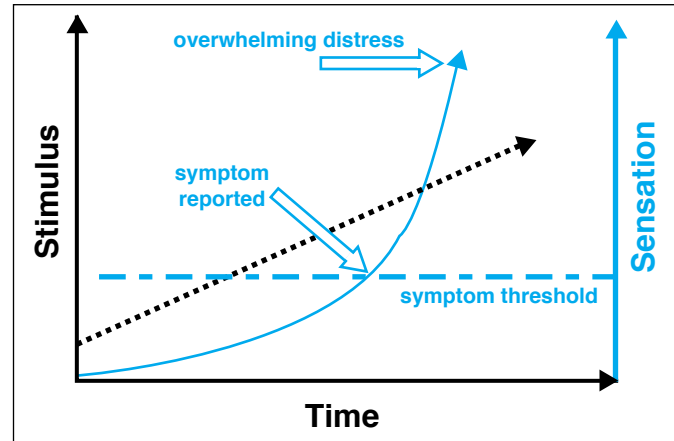 overwhelming distress
symptom
reported
symptom threshold
Stimulus
Sensation
Time